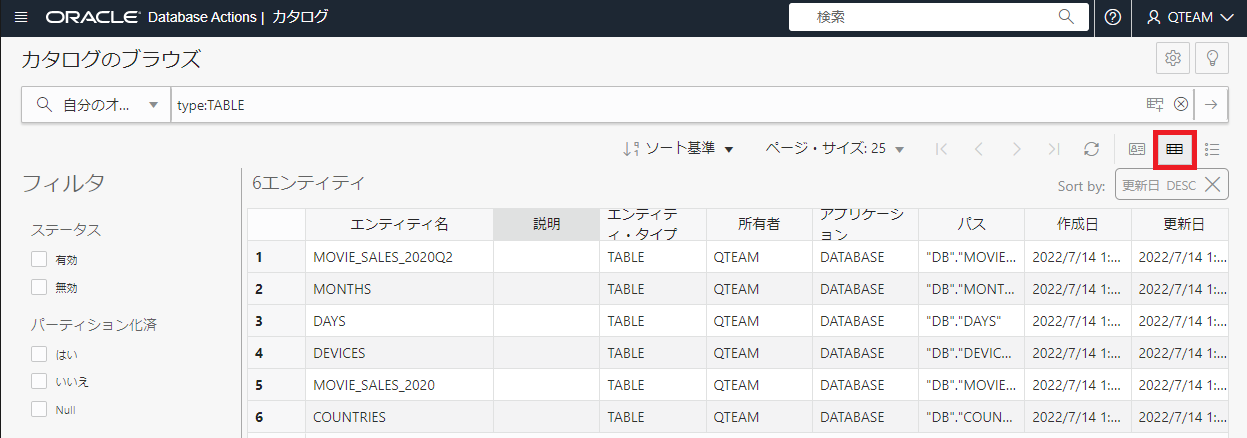 ORACLE Database Actions | カタログ 検索 QTEAM
カタログのブラウズ
自分のオ... type:TABLE
ソート基準 ページ・サイズ: 25
フィルタ
6エンティティ
Sort by: 更新日 DESC
ステータス
有効
無効
パーティション化済
はい
いいえ
Null
エンティティ名 説明 エンティティ・タイプ 所有者 アプリケーション パス 作成日 更新日
1 MOVIE_SALES_2020Q2 TABLE QTEAM DATABASE "DB"."MOVIE... 2022/7/14 1:... 2022/7/14 1:...
2 MONTHS TABLE QTEAM DATABASE "DB"."MONT... 2022/7/14 1:... 2022/7/14 1:...
3 DAYS TABLE QTEAM DATABASE "DB"."DAYS" 2022/7/14 1:... 2022/7/14 1:...
4 DEVICES TABLE QTEAM DATABASE "DB"."DEVIC... 2022/7/14 1:... 2022/7/14 1:...
5 MOVIE_SALES_2020 TABLE QTEAM DATABASE "DB"."MOVIE... 2022/7/14 1:... 2022/7/14 1:...
6 COUNTRIES TABLE QTEAM DATABASE "DB"."COUN... 2022/7/14 1:... 2022/7/14 1:...